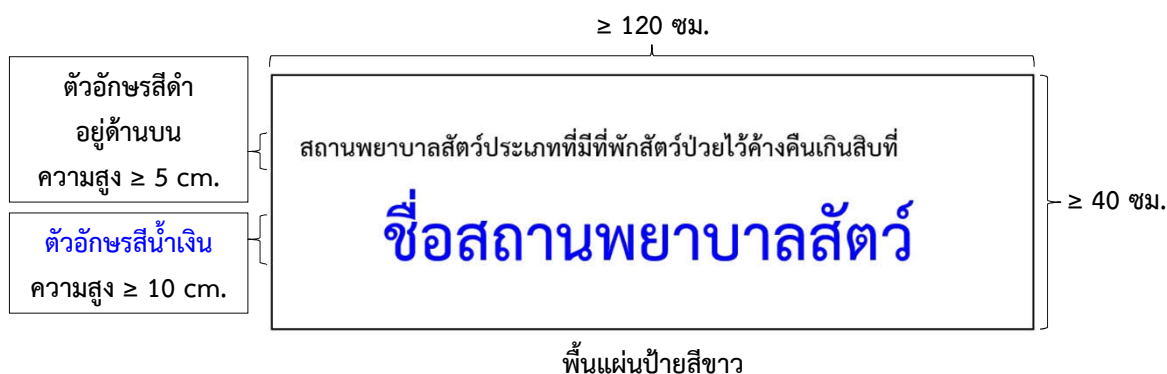 ≥ 120 ซม.
ตัวอักษรสีดำ
อยู่ด้านบน
ความสูง ≥ 5 cm.
สถานพยาบาลสัตว์ประเภทที่มีที่พักสัตว์ป่วยไว้ค้างคืนเกินสิบที่
≥ 40 ซม.
ตัวอักษรสีน้ำเงิน
ความสูง ≥ 10 cm.
ชื่อสถานพยาบาลสัตว์
พื้นแผ่นป้ายสีขาว